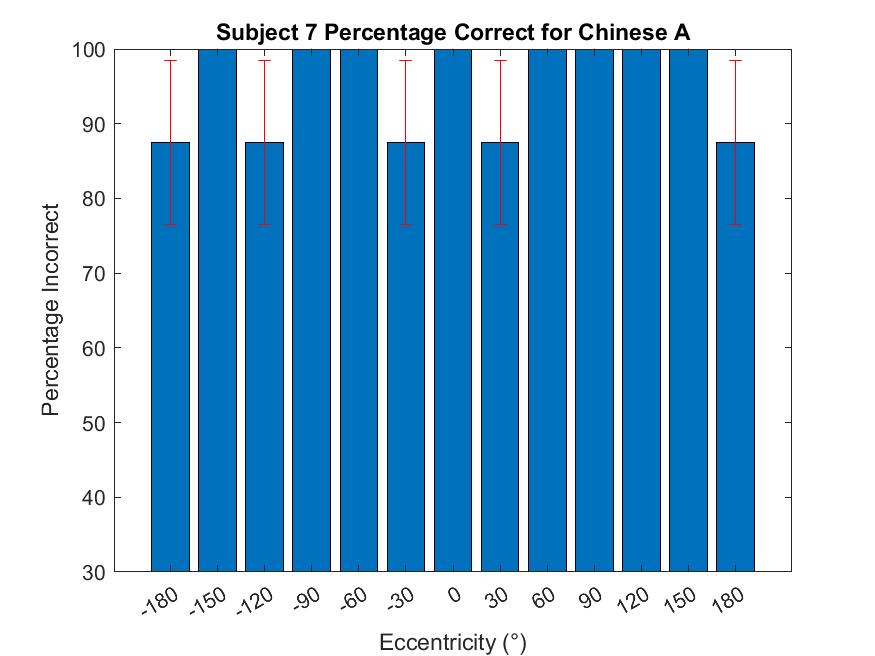 Subject 7 Percentage Correct for Chinese A
100
90
80
70
60
50
40
30
Percentage Incorrect
-180 -150 -120 -90 -60 -30 0 30 60 90 120 150 180
Eccentricity (°)